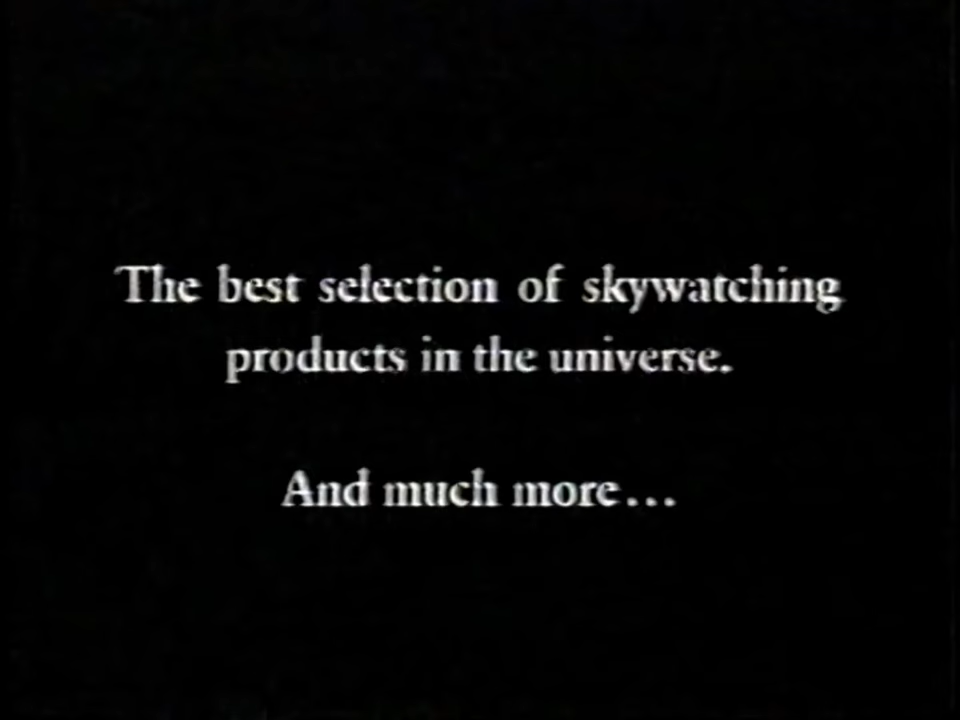 The best selection of skywatching
products in the universe.
And much more...